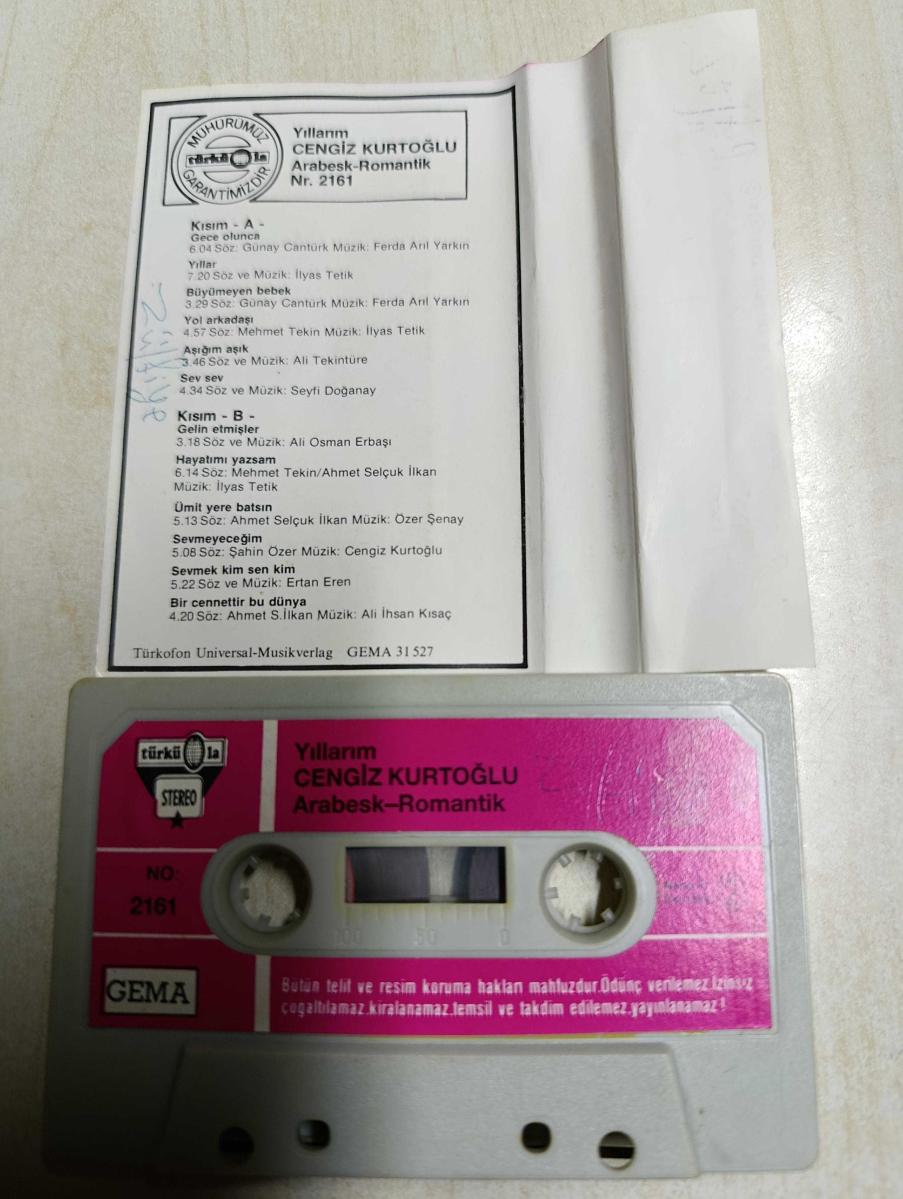 MÜHÜRÜMÜZ
türkü la
GARANTİMİZDİR
Yıllarım
CENGİZ KURTOĞLU
Arabesk-Romantik
Nr. 2161
Kısım - A -
Gece olunca
6.04 Söz: Günay Cantürk Müzik: Ferda Arıl Yarkın
Yıllar
7.20 Söz ve Müzik: İlyas Tetik
Büyümeyen bebek
3.29 Söz: Günay Cantürk Müzik: Ferda Arıl Yarkın
Yol arkadaşı
4.57 Söz: Mehmet Tekin Müzik: İlyas Tetik
Aşığım aşık
3.46 Söz ve Müzik: Ali Tekintüre
Sev sev
4.34 Söz ve Müzik: Seyfi Doğanay
Kısım - B -
Gelin etmişler
3.18 Söz ve Müzik: Ali Osman Erbaşı
Hayatımı yazsam
6.14 Söz: Mehmet Tekin/Ahmet Selçuk İlkan
Müzik: İlyas Tetik
Ümit yere batsın
5.13 Söz: Ahmet Selçuk İlkan Müzik: Özer Şenay
Sevmeyeceğim
5.08 Söz: Şahin Özer Müzik: Cengiz Kurtoğlu
Sevmek kim sen kim
5.22 Söz ve Müzik: Ertan Eren
Bir cennettir bu dünya
4.20 Söz: Ahmet S.İlkan Müzik: Ali İhsan Kısaç
Türkofon Universal-Musikverlag GEMA 31 527
türkü la
STEREO
Yıllarım
CENGİZ KURTOĞLU
Arabesk–Romantik
NO:
2161
100 50 0
GEMA
Bütün telif ve resim koruma hakları mahfuzdur.Ödünç verilemez.İzinsiz
çoğaltılamaz.kiralanamaz.temsil ve takdim edilemez.yayınlanamaz!